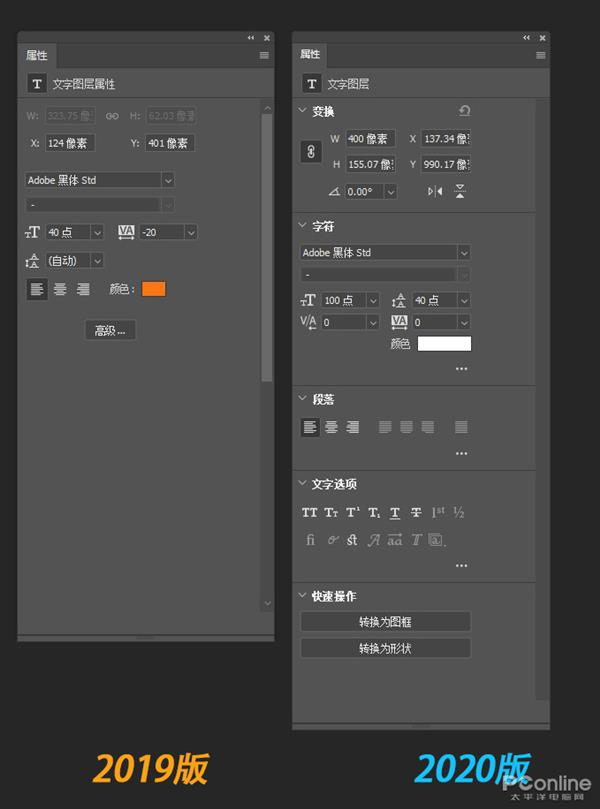 属性
T 文字图层属性
W: 323.75 像 H: 62.03 像素
X: 124 像素 Y: 401 像素
Adobe 黑体 Std
-
40 点 VA -20
(自动)
颜色:
高级...
2019版
属性
T 文字图层
变换
W 400 像素 X 137.34 像
H 155.07 像 Y 990.17 像
0.00°
字符
Adobe 黑体 Std
-
100 点 40 点
V/A 0 VA 0
颜色
段落
文字选项
TT Tт T¹ T₁ T T 1st ½
fi st A aa T a
快速操作
转换为图框
转换为形状
2020版
PConline
太平洋电脑网